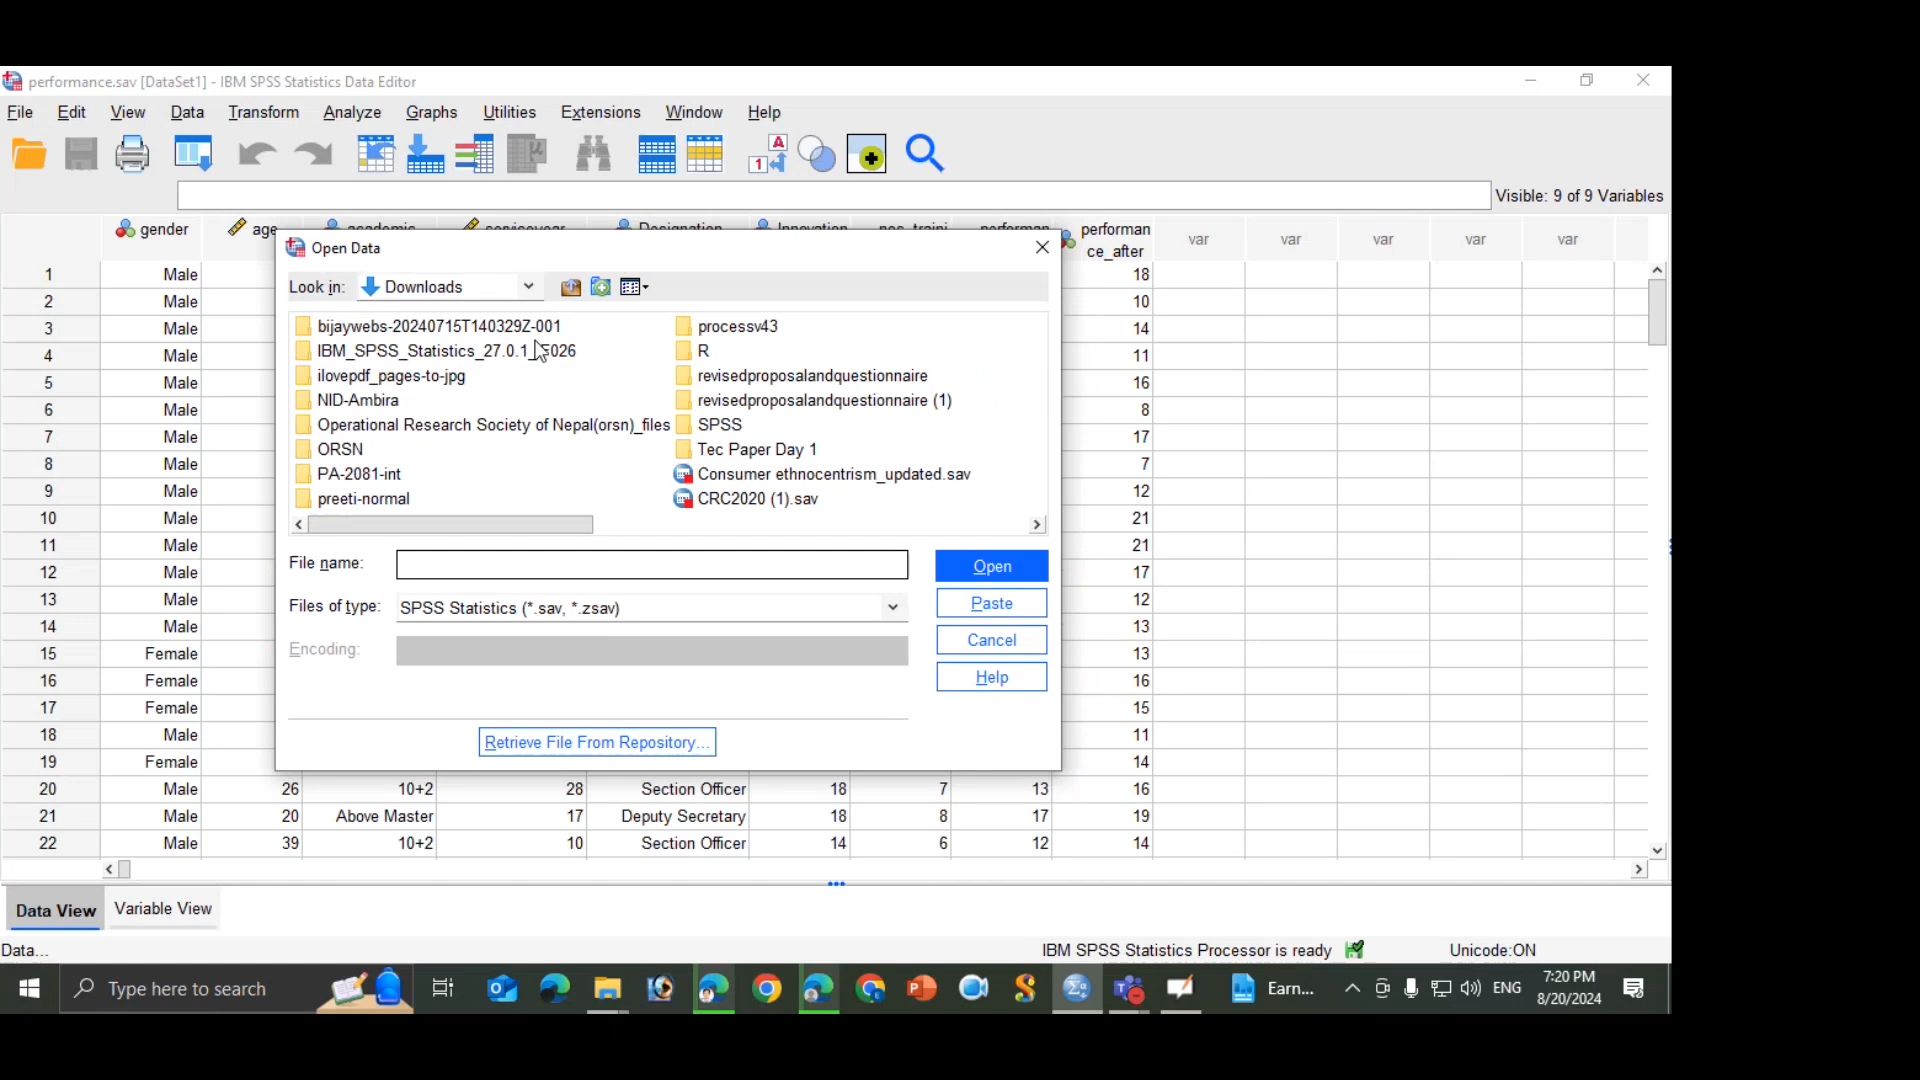 performance.sav [DataSet1] - IBM SPSS Statistics Data Editor
File Edit View Data Transform Analyze Graphs Utilities Extensions Window Help
Visible: 9 of 9 Variables
gender age academic serviceyear Designation Innovation performan var var var var var
ce_after
Open Data
Look in: Downloads
bijaywebs-20240715T140329Z-001
IBM_SPSS_Statistics_27.0.1
ilovepdf_pages-to-jpg
NID-Ambira
Operational Research Society of Nepal(orsn)_files
ORSN
PA-2081-int
preeti-normal
processv43
R
revisedproposalandquestionnaire
revisedproposalandquestionnaire (1)
SPSS
Tec Paper Day 1
Consumer ethnocentrism_updated.sav
CRC2020 (1).sav
File name:
Files of type: SPSS Statistics (*.sav, *.zsav)
Encoding:
Open
Paste
Cancel
Help
Retrieve File From Repository...
1 Male 18
2 Male 10
3 Male 14
4 Male 11
5 Male 16
6 Male 8
7 Male 17
8 Male 7
9 Male 12
10 Male 21
11 Male 21
12 Male 17
13 Male 12
14 Male 13
15 Female 13
16 Female 16
17 Female 15
18 Male 11
19 Female 14
20 Male 26 10+2 28 Section Officer 18 7 13 16
21 Male 20 Above Master 17 Deputy Secretary 18 8 17 19
22 Male 39 10+2 10 Section Officer 14 6 12 14
Data View Variable View
Data... IBM SPSS Statistics Processor is ready Unicode:ON
Type here to search Earn... ENG 7:20 PM
8/20/2024